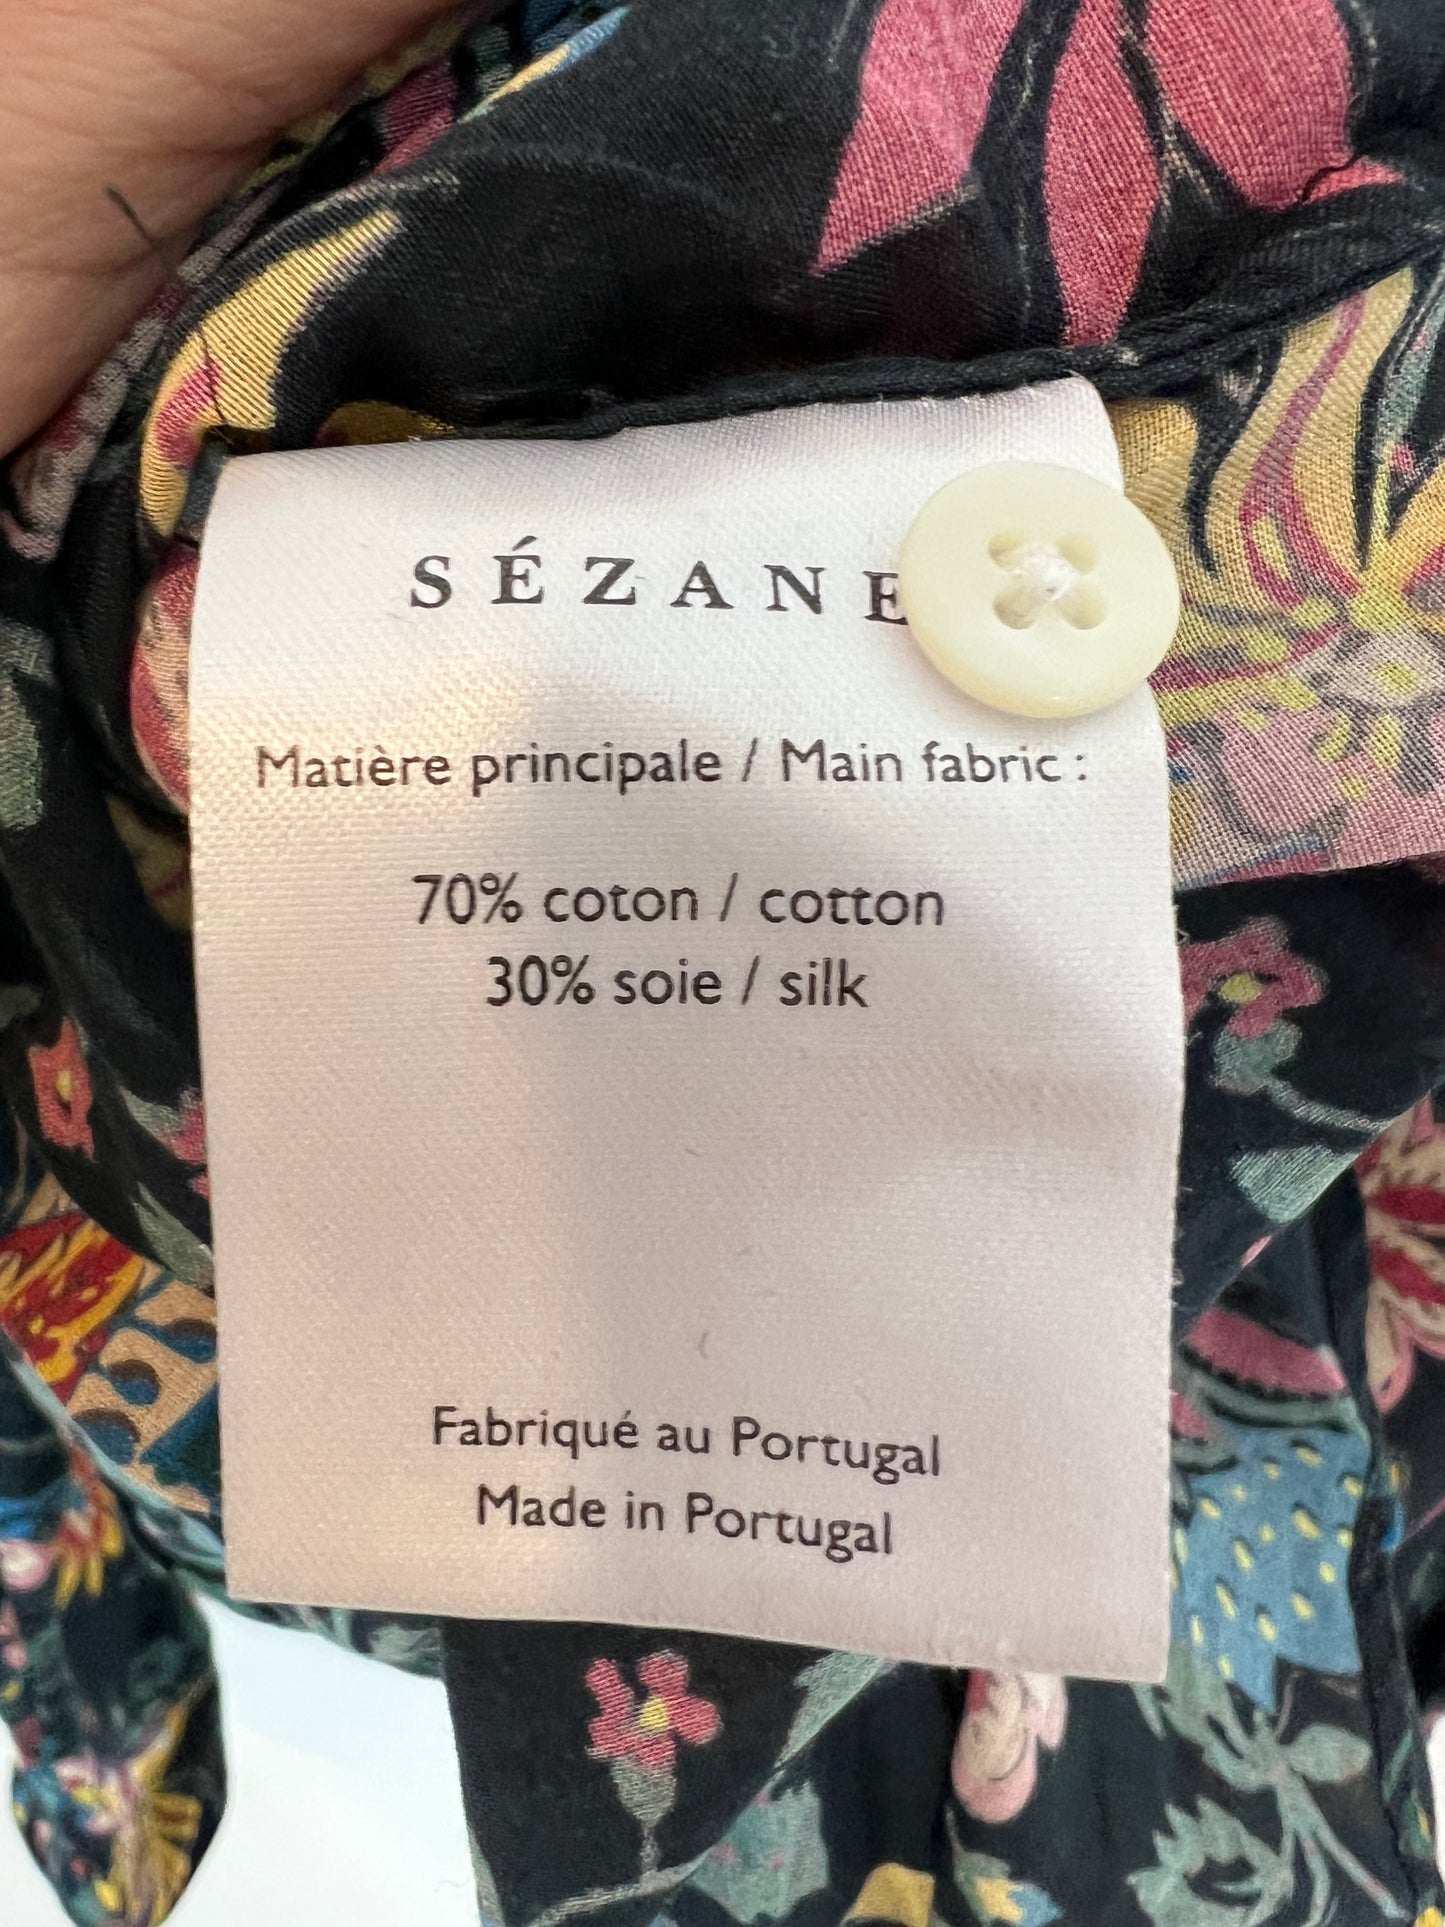 SÉZANE
Matière principale / Main fabric :
70% coton / cotton
30% soie / silk
Fabriqué au Portugal
Made in Portugal